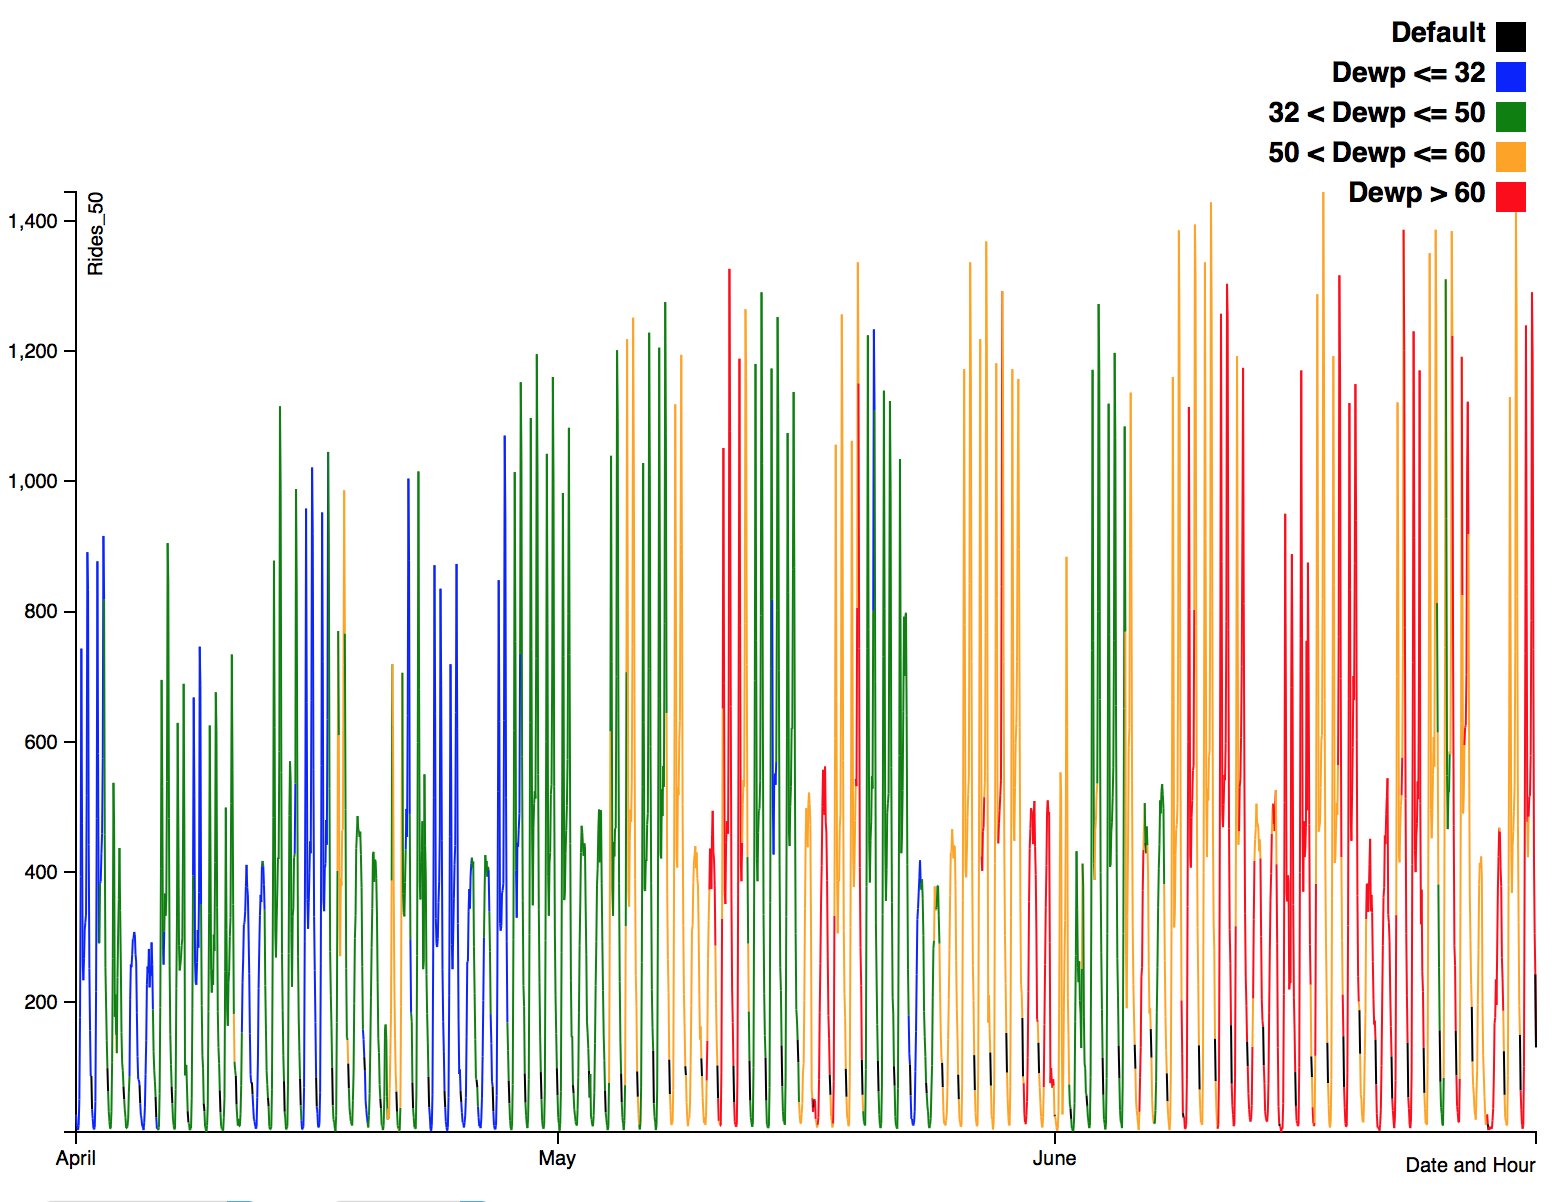 Default
Dewp <= 32
32 < Dewp <= 50
50 < Dewp <= 60
Dewp > 60
Rides_50
1,400
1,200
1,000
800
600
400
200
April
May
June
Date and Hour